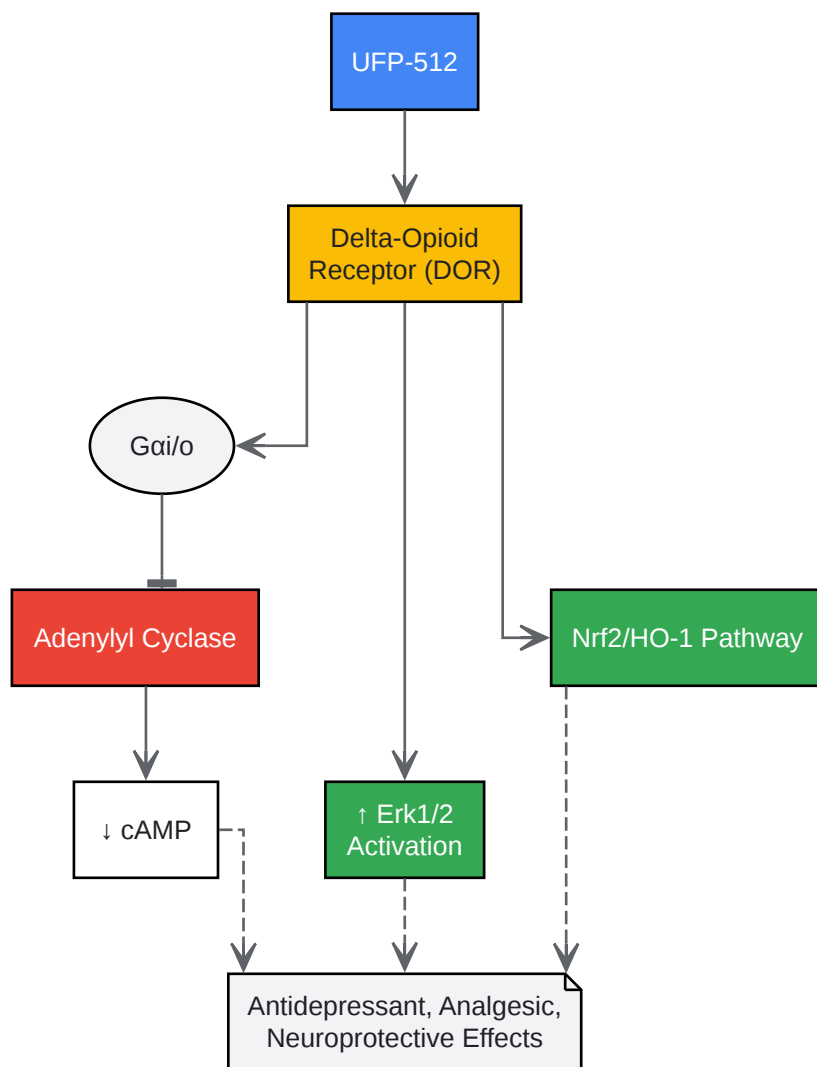 UFP-512
Delta-Opioid
Receptor (DOR)
Gαi/o
Adenylyl Cyclase
Nrf2/HO-1 Pathway
↓ cAMP
↑ Erk1/2
Activation
Antidepressant, Analgesic,
Neuroprotective Effects